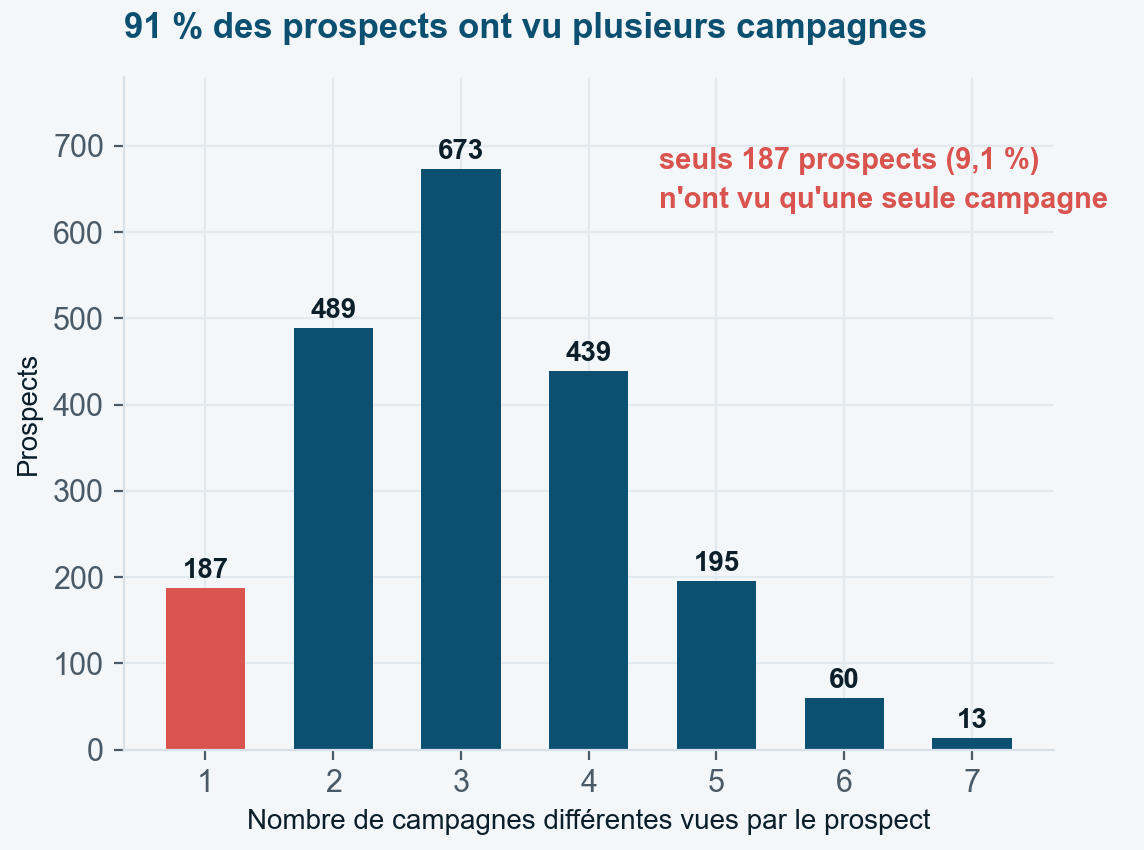 91 % des prospects ont vu plusieurs campagnes
seuls 187 prospects (9,1 %)
n'ont vu qu'une seule campagne
Prospects
700
600
500
400
300
200
100
0
187
489
673
439
195
60
13
1 2 3 4 5 6 7
Nombre de campagnes différentes vues par le prospect